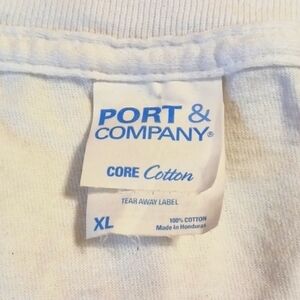 PORT &
COMPANY®
CORE Cotton
TEAR AWAY LABEL
XL
100% COTTON
Made in Honduras